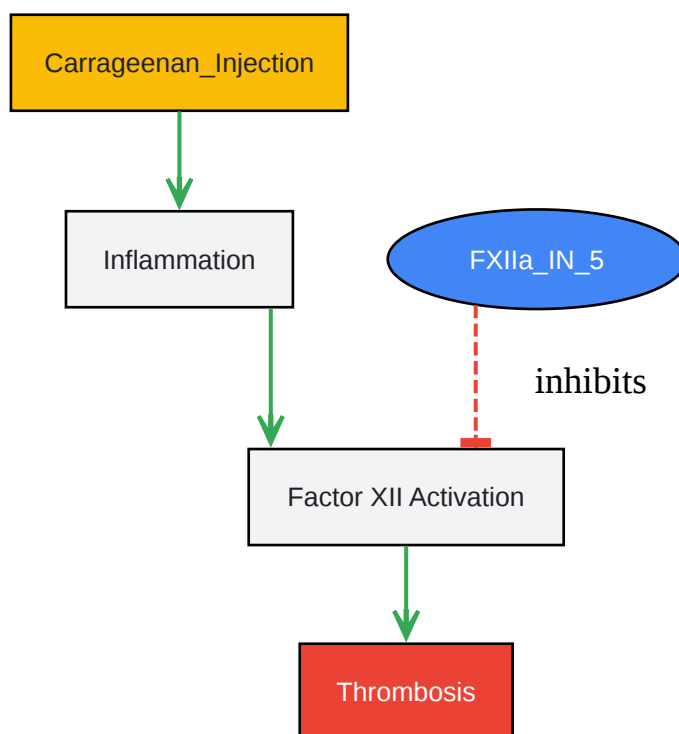 Carrageenan_Injection
Inflammation
FXIIa_IN_5
inhibits
Factor XII Activation
Thrombosis